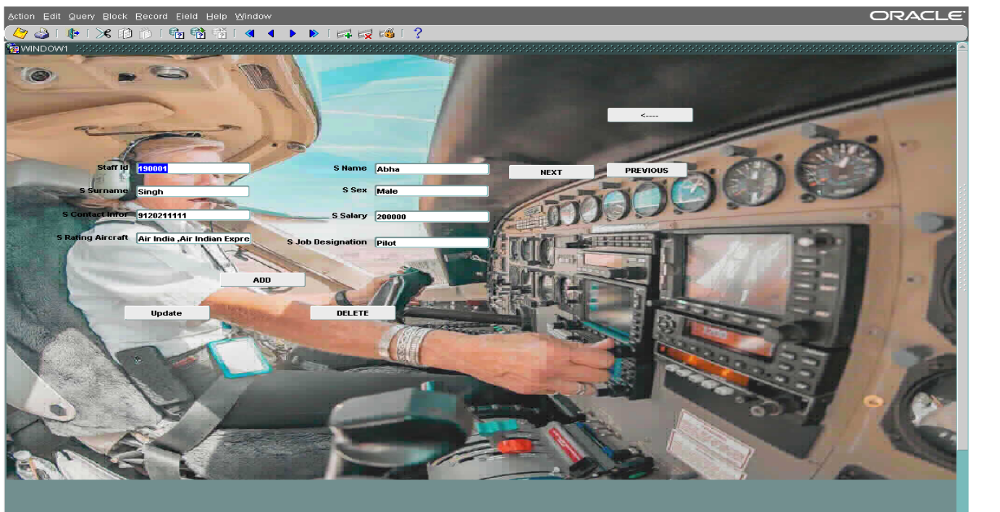 Action Edit Query Block Record Field Help Window
ORACLE
WINDOW1
<----
Staff Id 190001 S Name Abha NEXT PREVIOUS
S Surname Singh S Sex Male
S Contact Infor 9120211111 S Salary 200000
S Rating Aircraft Air India ,Air Indian Expre S Job Designation Pilot
ADD
Update DELETE